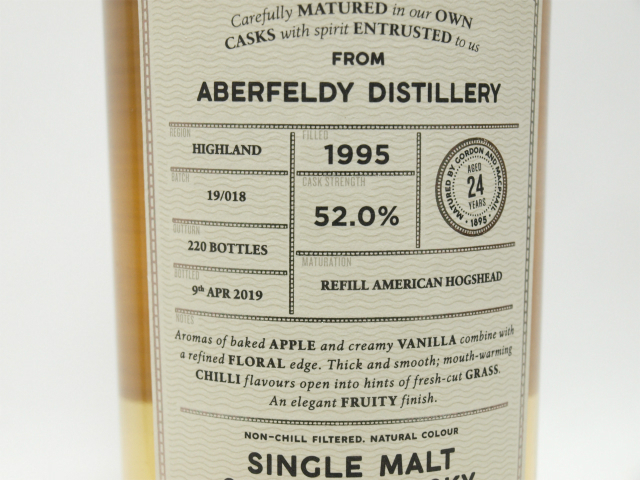 Carefully MATURED in our OWN
CASKS with spirit ENTRUSTED to us
FROM
ABERFELDY DISTILLERY
REGION
HIGHLAND
BATCH
19/018
OUTTURN
220 BOTTLES
BOTTLED
9th APR 2019
FILLED
1995
CASK STRENGTH
52.0%
MATURED BY GORDON AND MACPHAIL
AGED
24
YEARS
· 1895 ·
MATURATION
REFILL AMERICAN HOGSHEAD
NOTES
Aromas of baked APPLE and creamy VANILLA combine with
a refined FLORAL edge. Thick and smooth; mouth-warming
CHILLI flavours open into hints of fresh-cut GRASS.
An elegant FRUITY finish.
NON-CHILL FILTERED. NATURAL COLOUR
SINGLE MALT